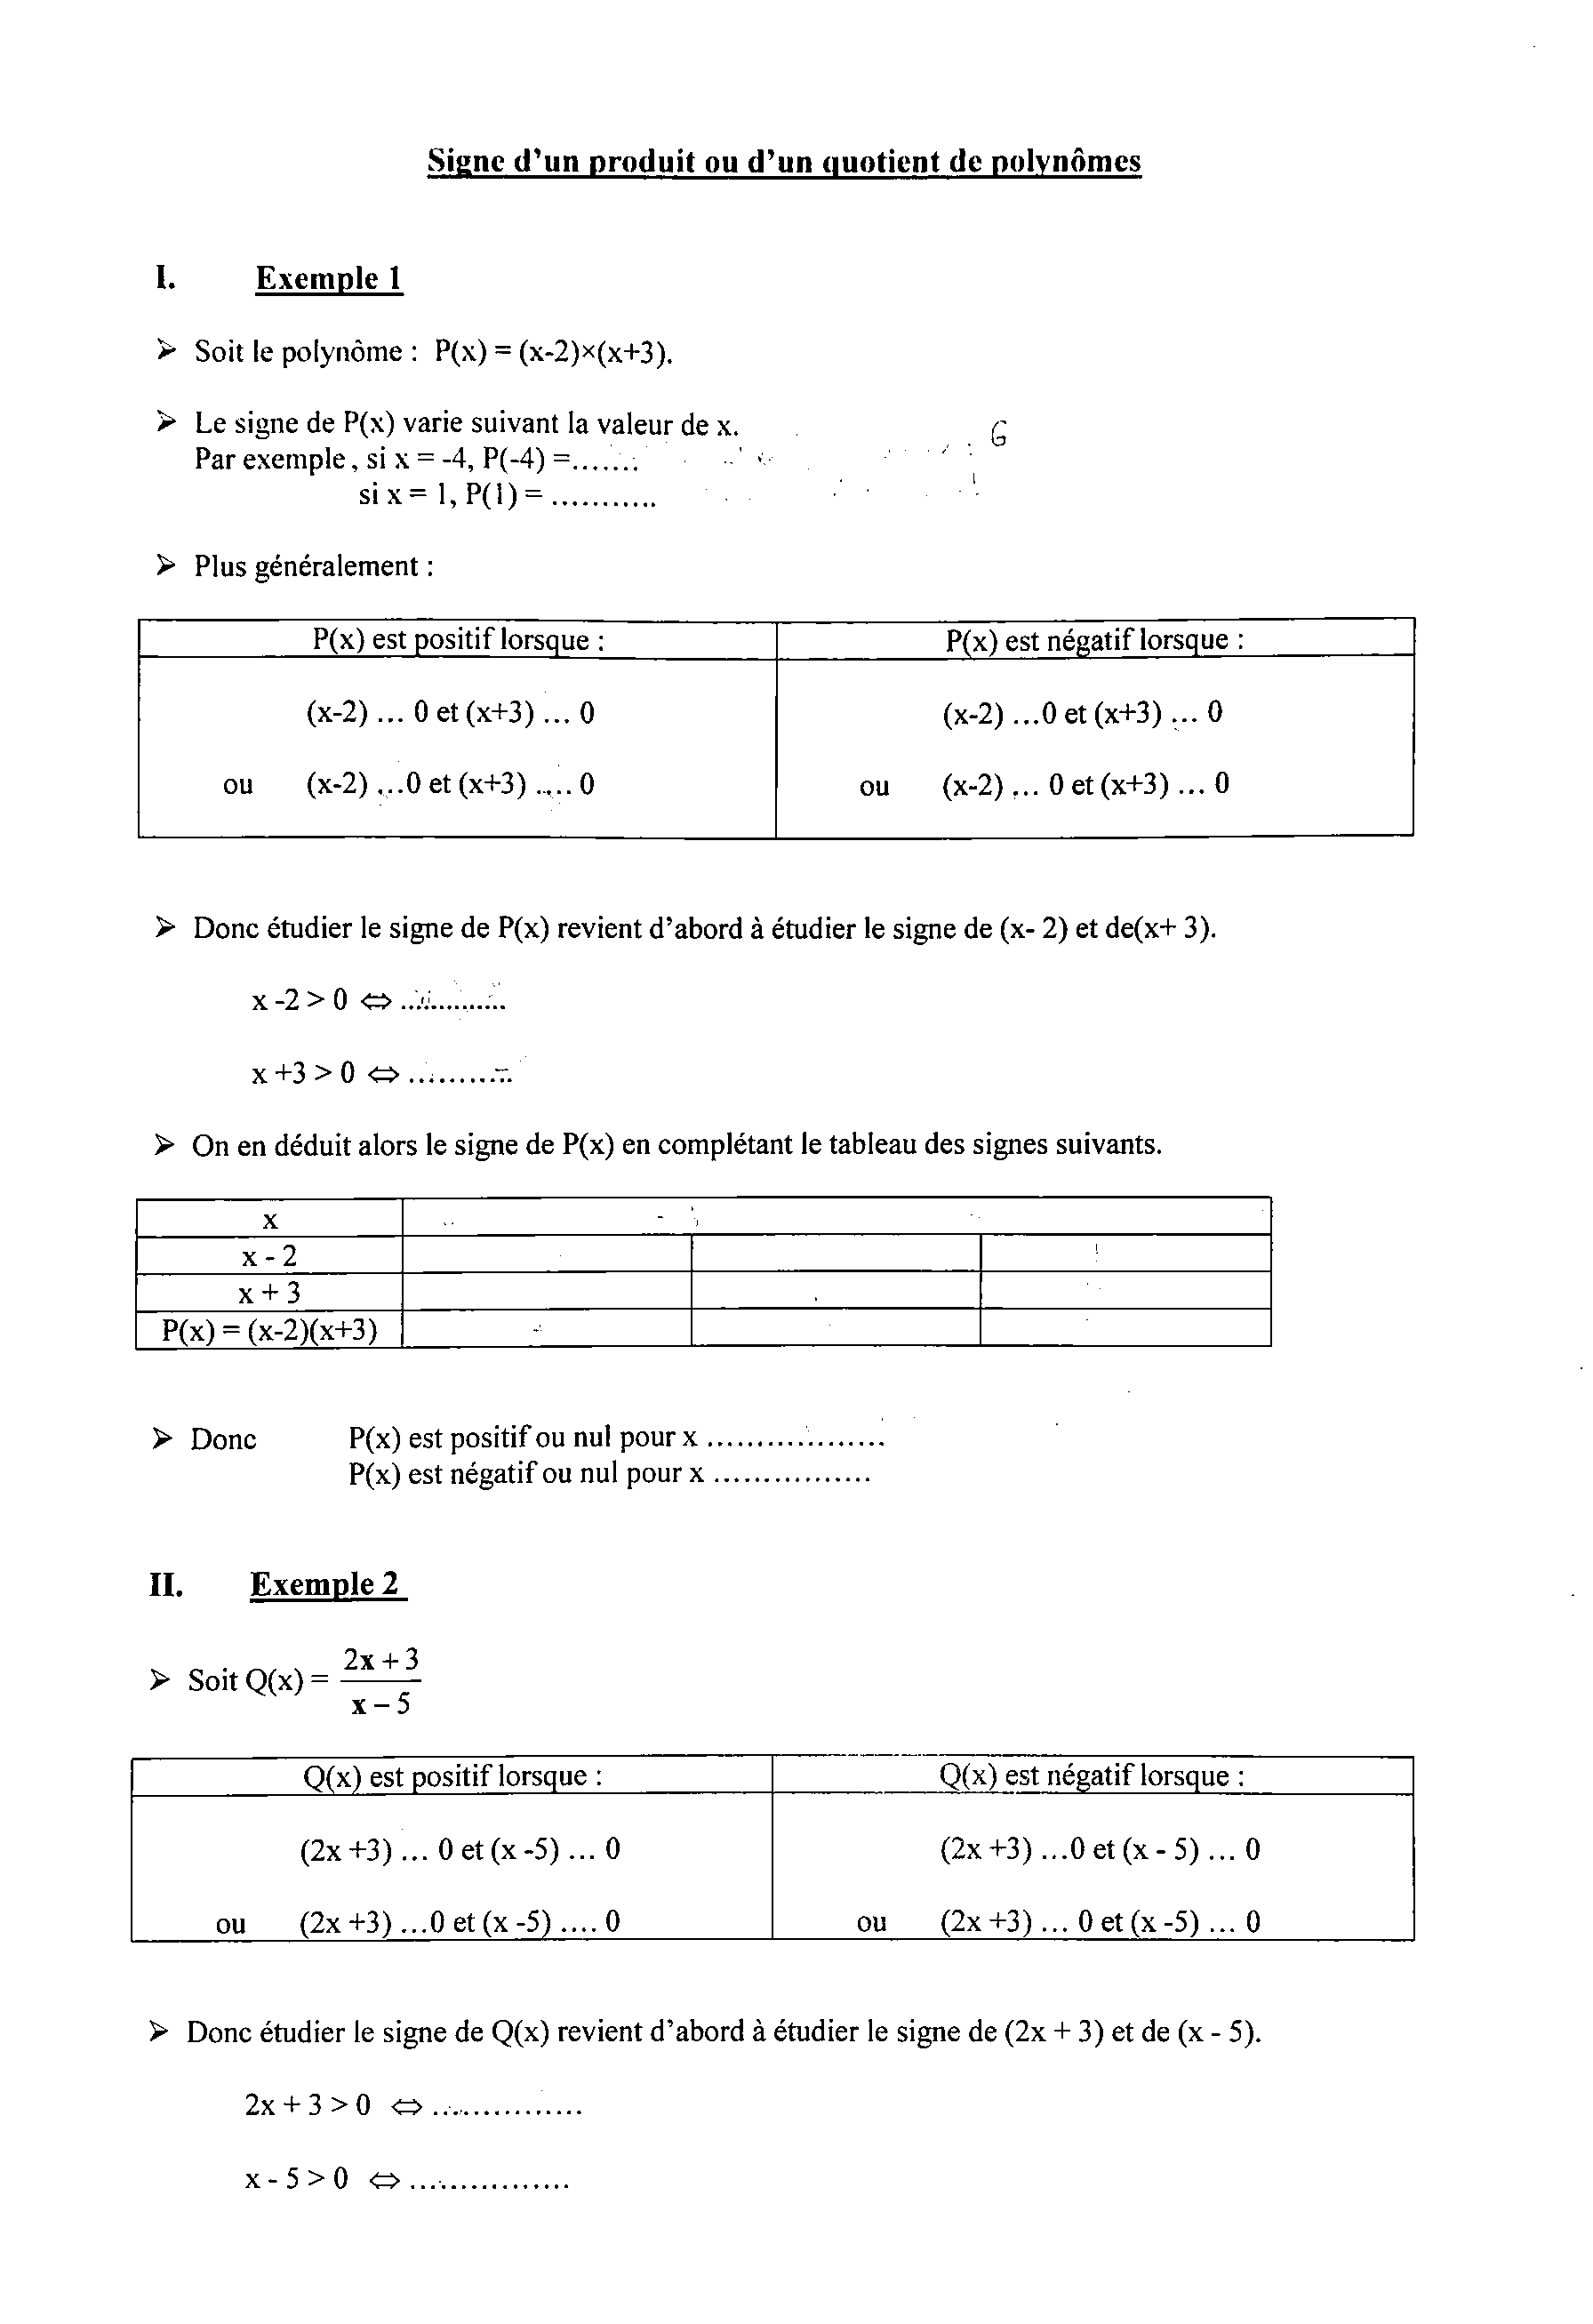 Signe d'un produit ou d'un quotient de polynômes
I. Exemple 1
➢ Soit le polynôme : P(x) = (x-2)×(x+3).
➢ Le signe de P(x) varie suivant la valeur de x.
6
Par exemple, si x = -4, P(-4) =.......
si x = 1, P(1) = ...........
➢ Plus généralement :
P(x) est positif lorsque : P(x) est négatif lorsque :
(x-2) ... 0 et (x+3) ... 0 (x-2) ...0 et (x+3) ... 0
ou (x-2) ...0 et (x+3) ..... 0 ou (x-2) ... 0 et (x+3) ... 0
➢ Donc étudier le signe de P(x) revient d'abord à étudier le signe de (x- 2) et de(x+ 3).
x -2 > 0 ⇔ .............
x +3 > 0 ⇔ .............
➢ On en déduit alors le signe de P(x) en complétant le tableau des signes suivants.
x
x - 2
x + 3
P(x) = (x-2)(x+3)
➢ Donc P(x) est positif ou nul pour x ..................
P(x) est négatif ou nul pour x ................
II. Exemple 2
➢ Soit Q(x) = 2x + 3
x – 5
Q(x) est positif lorsque : Q(x) est négatif lorsque :
(2x +3) ... 0 et (x -5) ... 0 (2x +3) ...0 et (x - 5) ... 0
ou (2x +3) ...0 et (x -5) .... 0 ou (2x +3) ... 0 et (x -5) ... 0
➢ Donc étudier le signe de Q(x) revient d'abord à étudier le signe de (2x + 3) et de (x - 5).
2x + 3 > 0 ⇔ ...............
x - 5 > 0 ⇔ ................